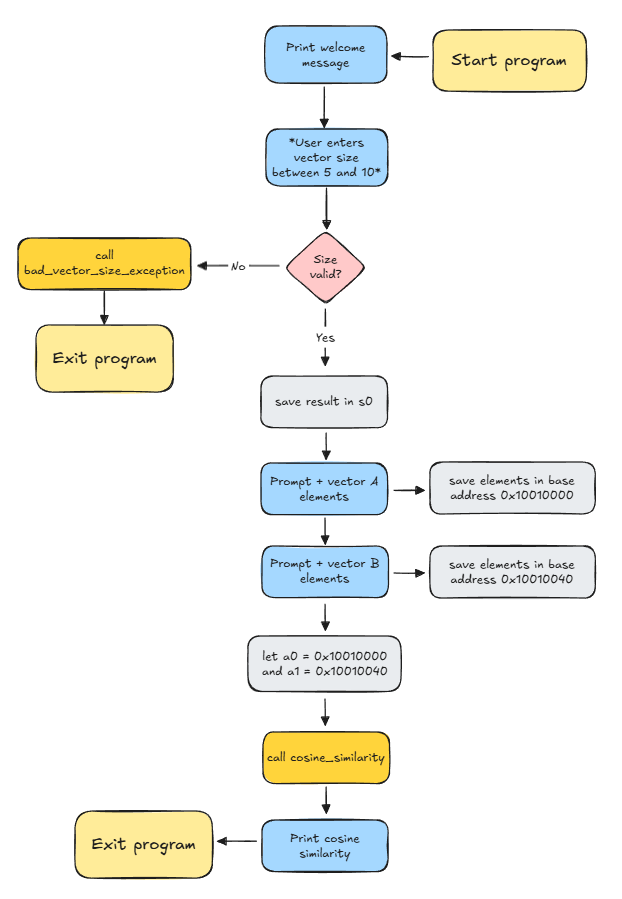 Print welcome
message
Start program
*User enters
vector size
between 5 and 10*
Size
valid?
No
call
bad_vector_size_exception
Exit program
Yes
save result in s0
Prompt + vector A
elements
save elements in base
address 0x10010000
Prompt + vector B
elements
save elements in base
address 0x10010040
let a0 = 0x10010000
and a1 = 0x10010040
call cosine_similarity
Print cosine
similarity
Exit program